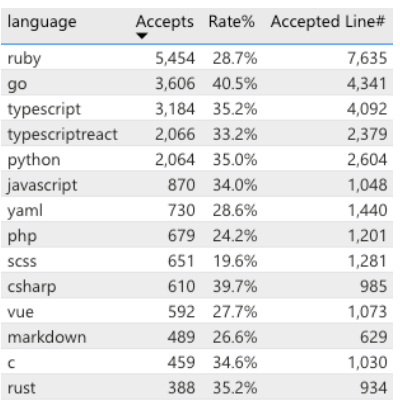 language Accepts Rate% Accepted Line#
ruby 5,454 28.7% 7,635
go 3,606 40.5% 4,341
typescript 3,184 35.2% 4,092
typescriptreact 2,066 33.2% 2,379
python 2,064 35.0% 2,604
javascript 870 34.0% 1,048
yaml 730 28.6% 1,440
php 679 24.2% 1,201
scss 651 19.6% 1,281
csharp 610 39.7% 985
vue 592 27.7% 1,073
markdown 489 26.6% 629
c 459 34.6% 1,030
rust 388 35.2% 934